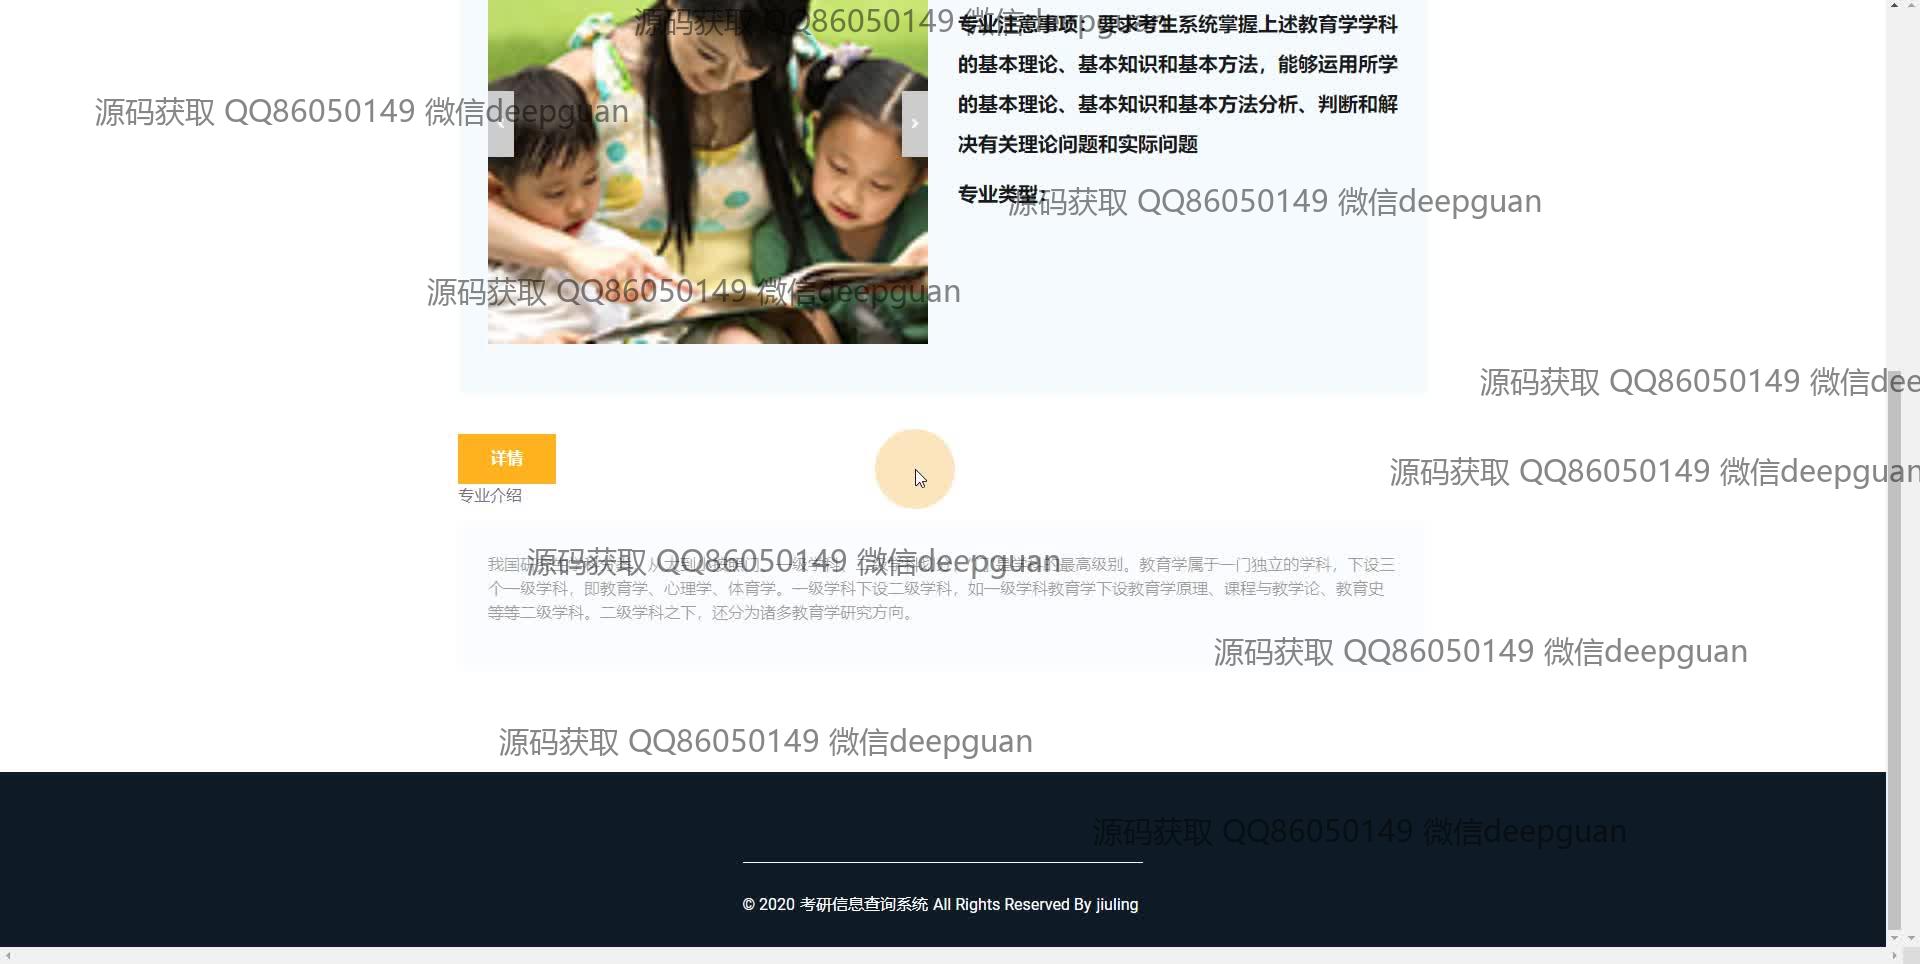 源码获取 QQ86050149 微信deepguan
专业注意事项：要求考生系统掌握上述教育学学科
的基本理论、基本知识和基本方法，能够运用所学
的基本理论、基本知识和基本方法分析、判断和解
决有关理论问题和实际问题
源码获取 QQ86050149 微信deepguan
专业类型：
源码获取 QQ86050149 微信deepguan
源码获取 QQ86050149 微信deepguan
源码获取 QQ86050149 微信dee
详情
源码获取 QQ86050149 微信deepguan
专业介绍
源码获取 QQ86050149 微信deepguan
我国研 最高级别。教育学属于一门独立的学科，下设三
个一级学科，即教育学、心理学、体育学。一级学科下设二级学科，如一级学科教育学下设教育学原理、课程与教学论、教育史
等等二级学科。二级学科之下，还分为诸多教育学研究方向。
源码获取 QQ86050149 微信deepguan
源码获取 QQ86050149 微信deepguan
源码获取 QQ86050149 微信deepguan
© 2020 考研信息查询系统 All Rights Reserved By jiuling